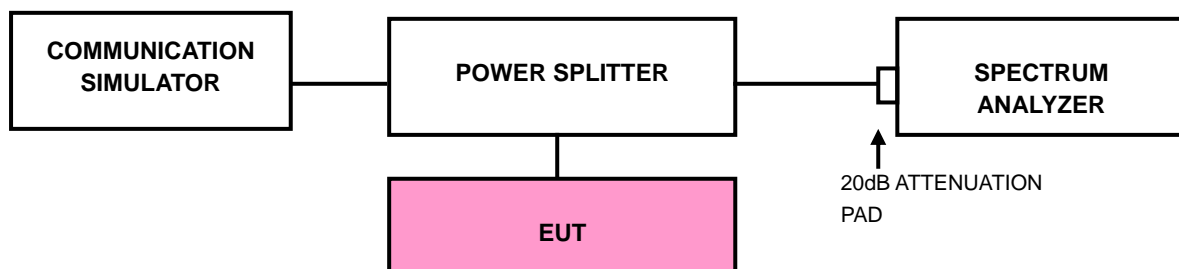 COMMUNICATION
SIMULATOR
POWER SPLITTER
SPECTRUM
ANALYZER
20dB ATTENUATION
PAD
EUT